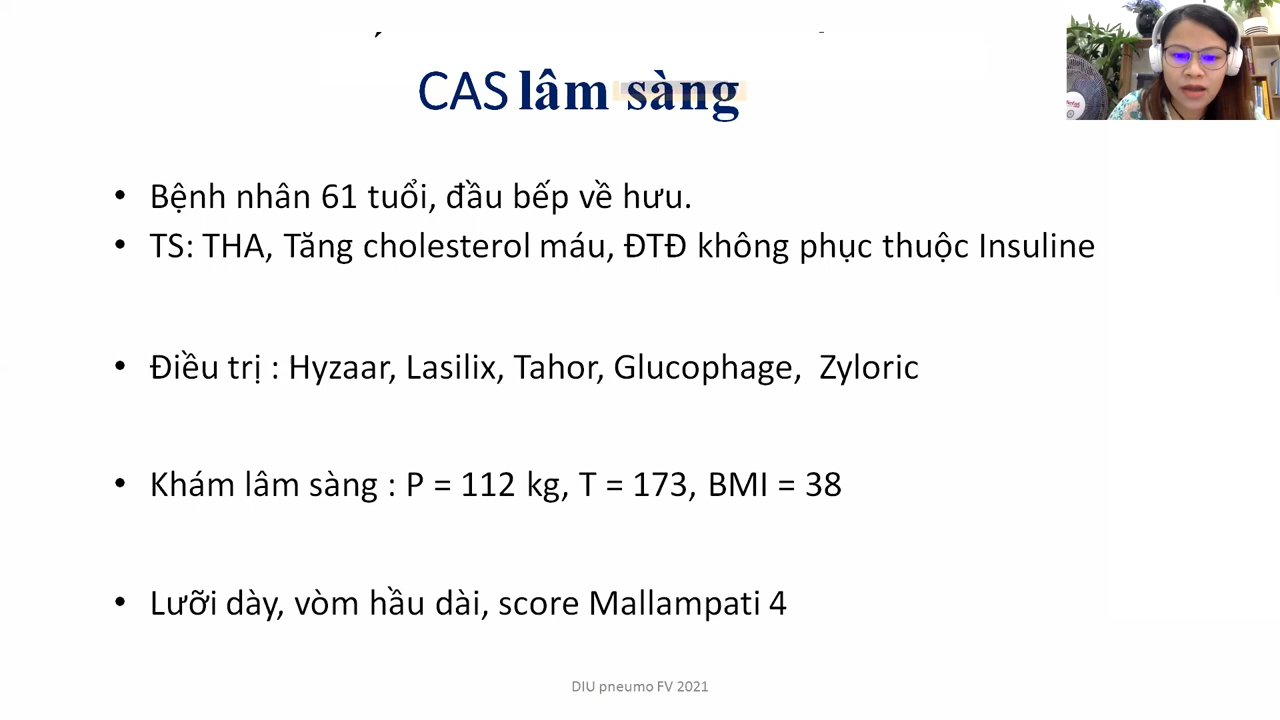 CAS lâm sàng
• Bệnh nhân 61 tuổi, đầu bếp về hưu.
• TS: THA, Tăng cholesterol máu, ĐTĐ không phục thuộc Insuline
• Điều trị : Hyzaar, Lasilix, Tahor, Glucophage, Zyloric
• Khám lâm sàng : P = 112 kg, T = 173, BMI = 38
• Lưỡi dày, vòm hầu dài, score Mallampati 4
DIU pneumo FV 2021